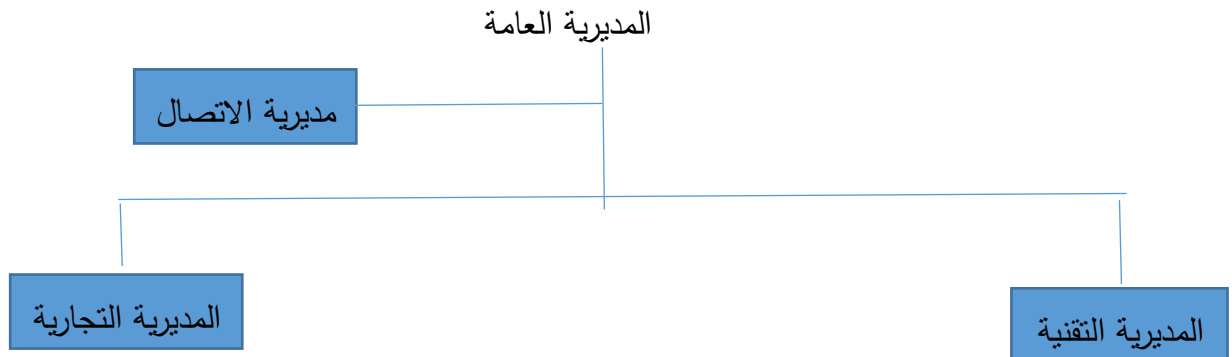 المديرية العامة
مديرية الاتصال
المديرية التقنية
المديرية التجارية